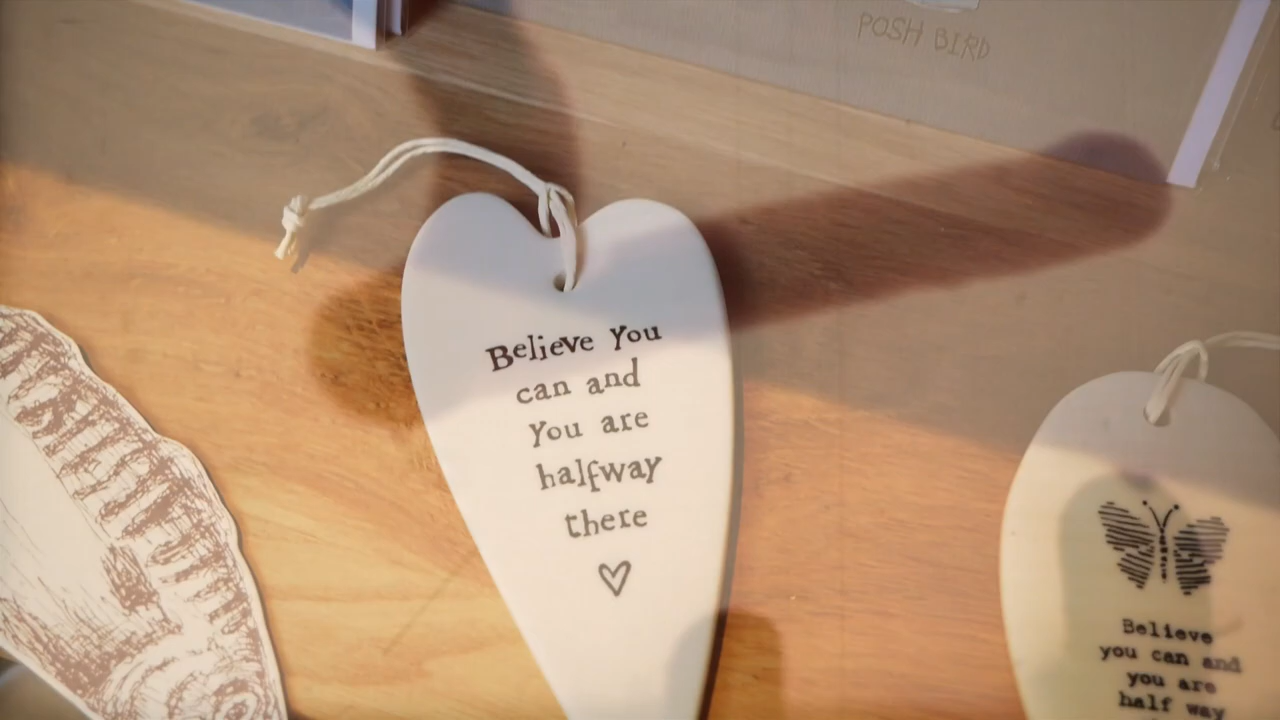 POSH BIRD
Believe You
can and
You are
halfway
there
Believe
you can and
you are
half way